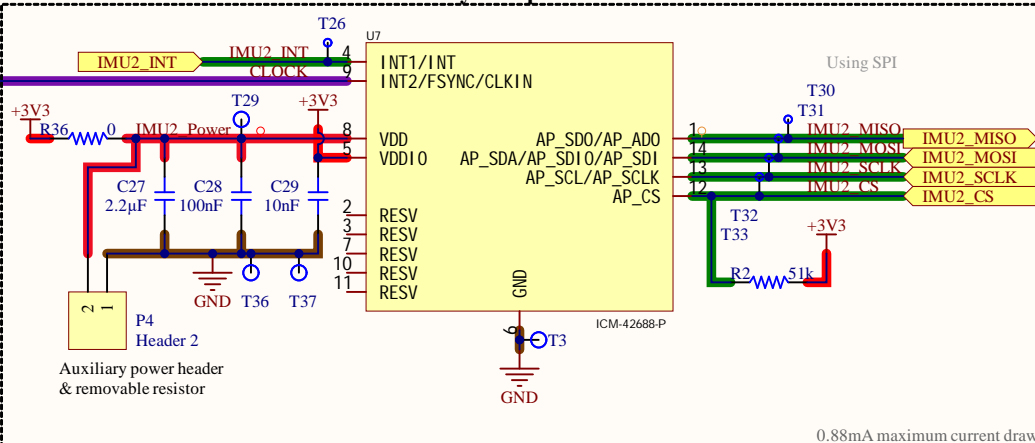 T26
U7
IMU2_INT
IMU2_INT
4
INT1/INT
CLOCK
9
INT2/FSYNC/CLKIN
Using SPI
T30
T31
+3V3
R36
0
IMU2_Power
T29
+3V3
8
VDD
5
VDDIO
AP_SDO/AP_ADO
1
IMU2_MISO
IMU2_MISO
AP_SDA/AP_SDIO/AP_SDI
14
IMU2_MOSI
IMU2_MOSI
AP_SCL/AP_SCLK
13
IMU2_SCLK
IMU2_SCLK
AP_CS
12
IMU2_CS
IMU2_CS
C27
2.2µF
C28
100nF
C29
10nF
2
RESV
3
RESV
7
RESV
10
RESV
11
RESV
T32
T33
+3V3
R2
51k
GND
T36
T37
GND
ICM-42688-P
6
T3
GND
2
1
P4
Header 2
Auxiliary power header
& removable resistor
0.88mA maximum current draw